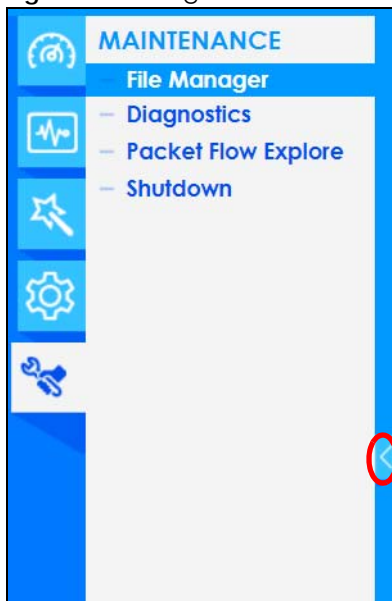 MAINTENANCE
– File Manager
– Diagnostics
– Packet Flow Explore
– Shutdown